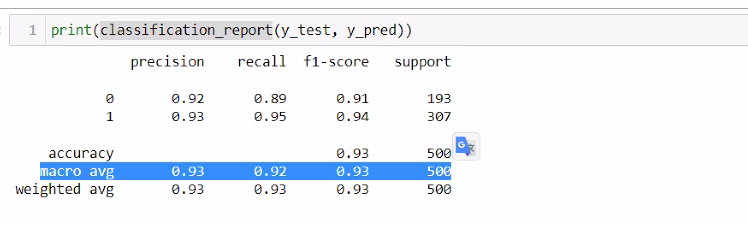 1 print(classification_report(y_test, y_pred))
precision recall f1-score support
0 0.92 0.89 0.91 193
1 0.93 0.95 0.94 307
accuracy 0.93 500
macro avg 0.93 0.92 0.93 500
weighted avg 0.93 0.93 0.93 500